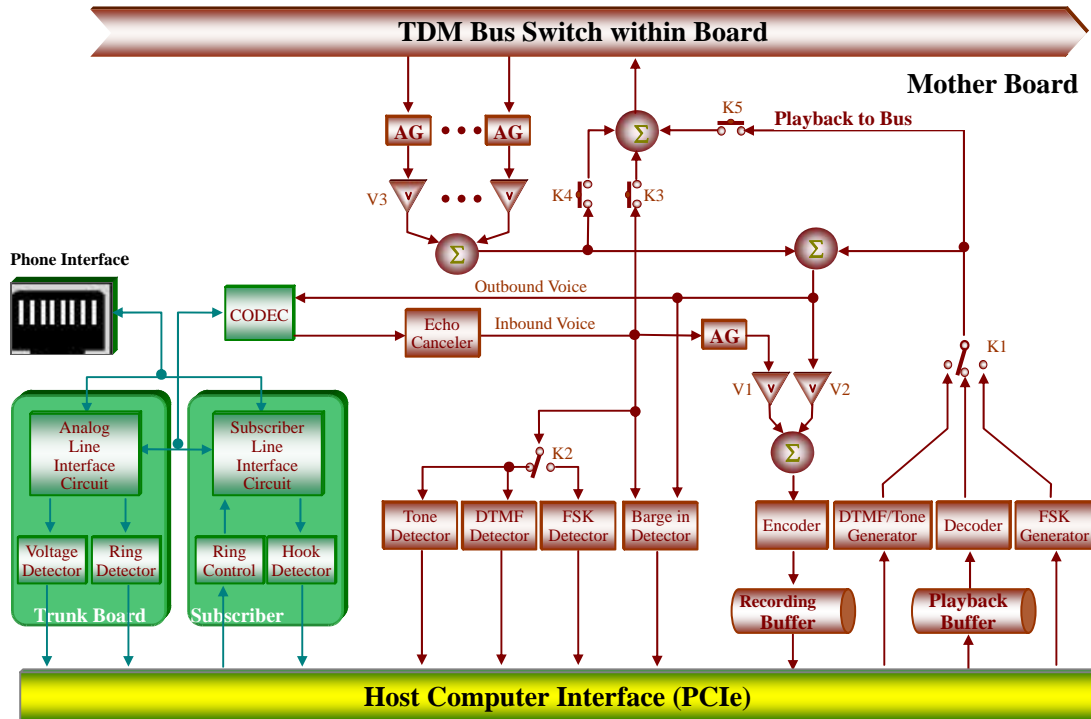 TDM Bus Switch within Board
Mother Board
K5
Playback to Bus
AG
AG
Σ
V3
V
V
K4
K3
Σ
Σ
Phone Interface
CODEC
Outbound Voice
Echo
Canceler
Inbound Voice
AG
K1
V1
V
V
V2
Analog
Line
Interface
Circuit
Subscriber
Line
Interface
Circuit
K2
Σ
Tone
Detector
DTMF
Detector
FSK
Detector
Barge in
Detector
Encoder
DTMF/Tone
Generator
Decoder
FSK
Generator
Voltage
Detector
Ring
Detector
Ring
Control
Hook
Detector
Trunk Board
Subscriber
Recording
Buffer
Playback
Buffer
Host Computer Interface (PCIe)